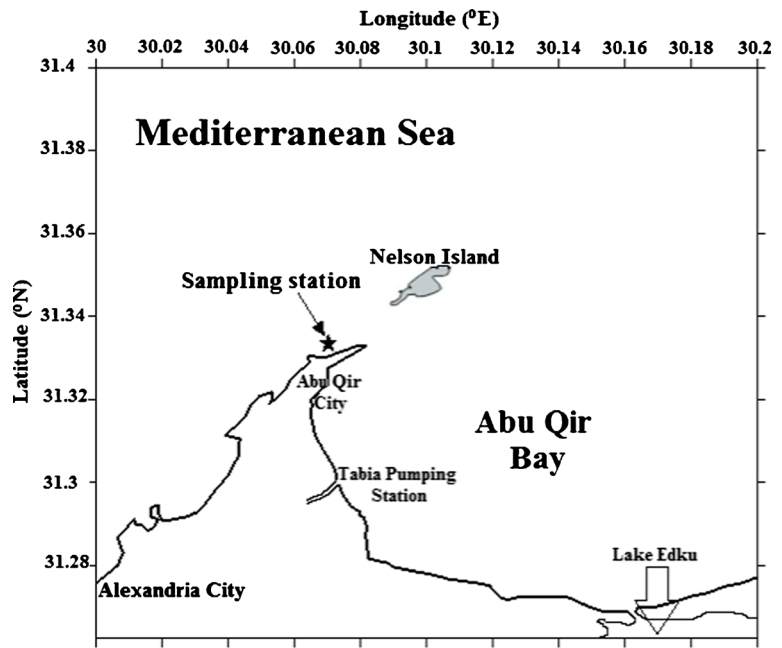 Longitude (⁰E)
30 30.02 30.04 30.060 30.08 30.1 30.12 30.14 30.16 30.18 30.2
31.4
Mediterranean Sea
31.38
31.36
Nelson Island
Sampling station
31.34
Latitude (⁰N)
Abu Qir
City
31.32
Abu Qir
Bay
Tabia Pumping
Station
31.3
Lake Edku
31.28
Alexandria City